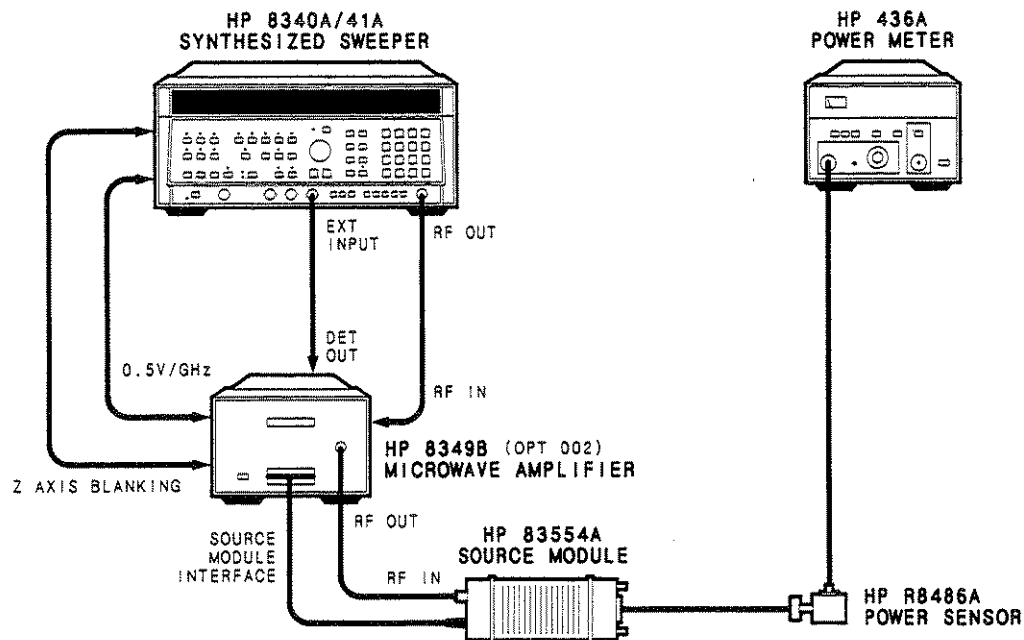 HP 8340A/41A
SYNTHESIZED SWEEPER
HP 436A
POWER METER
EXT
INPUT
RF OUT
DET
OUT
0.5V/GHz
RF IN
HP 8349B (OPT 002)
MICROWAVE AMPLIFIER
Z AXIS BLANKING
RF OUT
SOURCE
MODULE
INTERFACE
RF IN
HP 83554A
SOURCE MODULE
HP R8486A
POWER SENSOR